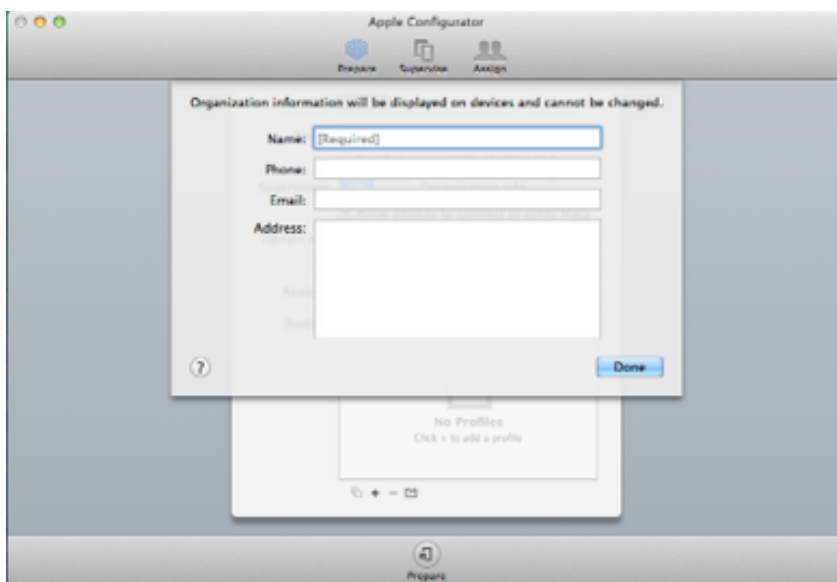 Apple Configurator
Prepare Supervise Assign
Organization information will be displayed on devices and cannot be changed.
Name: [Required]
Phone:
Email:
Address:
? Done
No Profiles
Click + to add a profile
Prepare